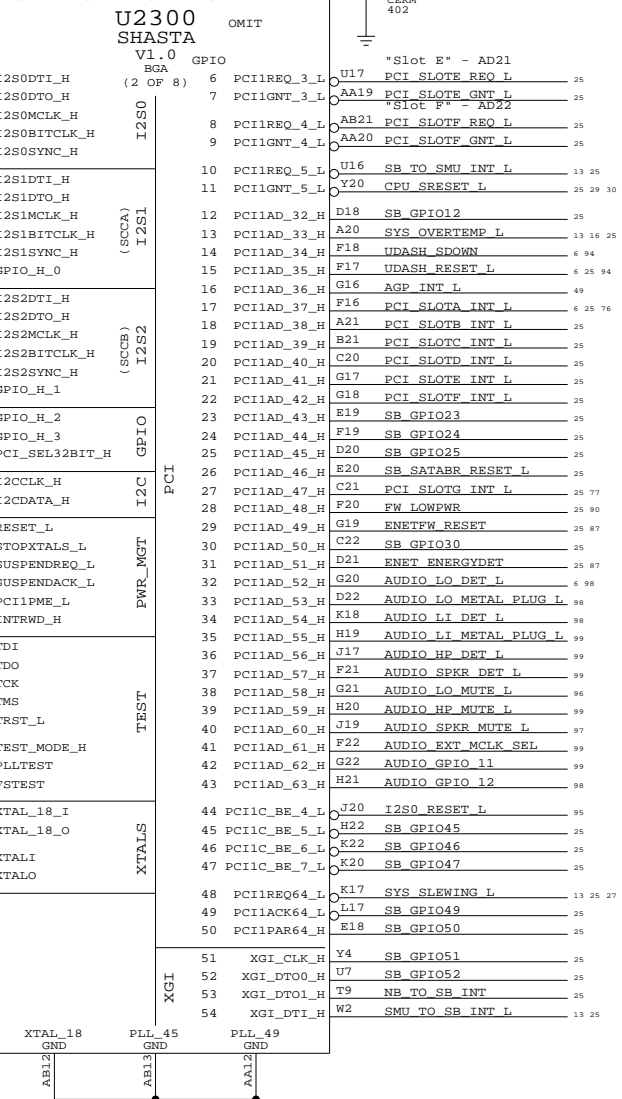 CERM
402
U2300
OMIT
SHASTA
V1.0
GPIO
BGA
(2 OF 8)
"Slot E" - AD21
I2S0DTI_H 6 PCI1REQ_3_L U17 PCI_SLOTE_REQ_L 25
I2S0DTO_H 7 PCI1GNT_3_L AA19 PCI_SLOTE_GNT_L 25
"Slot F" - AD22
I2S0MCLK_H 8 PCI1REQ_4_L AB21 PCI_SLOTF_REQ_L 25
I2S0BITCLK_H 9 PCI1GNT_4_L AA20 PCI_SLOTF_GNT_L 25
I2S0SYNC_H
I2S0
10 PCI1REQ_5_L U16 SB_TO_SMU_INT_L 13 25
I2S1DTI_H 11 PCI1GNT_5_L Y20 CPU_SRESET_L 25 29 30
I2S1DTO_H
I2S1MCLK_H 12 PCI1AD_32_H D18 SB_GPIO12 25
I2S1BITCLK_H 13 PCI1AD_33_H A20 SYS_OVERTEMP_L 13 16 25
I2S1SYNC_H 14 PCI1AD_34_H F18 UDASH_SDOWN 6 94
GPIO_H_0 15 PCI1AD_35_H F17 UDASH_RESET_L 6 25 94
(SCCA)
I2S1
16 PCI1AD_36_H G16 AGP_INT_L 49
I2S2DTI_H 17 PCI1AD_37_H F16 PCI_SLOTA_INT_L 6 25 76
I2S2DTO_H 18 PCI1AD_38_H A21 PCI_SLOTB_INT_L 25
I2S2MCLK_H 19 PCI1AD_39_H B21 PCI_SLOTC_INT_L 25
I2S2BITCLK_H 20 PCI1AD_40_H C20 PCI_SLOTD_INT_L 25
I2S2SYNC_H 21 PCI1AD_41_H G17 PCI_SLOTE_INT_L 25
GPIO_H_1 22 PCI1AD_42_H G18 PCI_SLOTF_INT_L 25
(SCCB)
I2S2
GPIO_H_2 23 PCI1AD_43_H E19 SB_GPIO23 25
GPIO_H_3 24 PCI1AD_44_H F19 SB_GPIO24 25
PCI_SEL32BIT_H 25 PCI1AD_45_H D20 SB_GPIO25 25
GPIO
26 PCI1AD_46_H E20 SB_SATABR_RESET_L 25
I2CCLK_H 27 PCI1AD_47_H C21 PCI_SLOTG_INT_L 25 77
I2CDATA_H 28 PCI1AD_48_H F20 FW_LOWPWR 25 90
I2C
PCI
RESET_L 29 PCI1AD_49_H G19 ENETFW_RESET 25 87
STOPXTALS_L 30 PCI1AD_50_H C22 SB_GPIO30 25
SUSPENDREQ_L 31 PCI1AD_51_H D21 ENET_ENERGYDET 25 87
SUSPENDACK_L 32 PCI1AD_52_H G20 AUDIO_LO_DET_L 6 98
PCI1PME_L 33 PCI1AD_53_H D22 AUDIO_LO_METAL_PLUG_L 98
INTRWD_H 34 PCI1AD_54_H K18 AUDIO_LI_DET_L 98
PWR_MGT
35 PCI1AD_55_H H19 AUDIO_LI_METAL_PLUG_L 99
TDI 36 PCI1AD_56_H J17 AUDIO_HP_DET_L 99
TDO 37 PCI1AD_57_H F21 AUDIO_SPKR_DET_L 99
TCK 38 PCI1AD_58_H G21 AUDIO_LO_MUTE_L 96
TMS 39 PCI1AD_59_H H20 AUDIO_HP_MUTE_L 99
TRST_L 40 PCI1AD_60_H J19 AUDIO_SPKR_MUTE_L 97
TEST_MODE_H 41 PCI1AD_61_H F22 AUDIO_EXT_MCLK_SEL 99
PLLTEST 42 PCI1AD_62_H G22 AUDIO_GPIO_11 99
FSTEST 43 PCI1AD_63_H H21 AUDIO_GPIO_12 98
TEST
XTAL_18_I 44 PCI1C_BE_4_L J20 I2S0_RESET_L 95
XTAL_18_O 45 PCI1C_BE_5_L H22 SB_GPIO45 25
XTALI 46 PCI1C_BE_6_L K22 SB_GPIO46 25
XTALO 47 PCI1C_BE_7_L K20 SB_GPIO47 25
XTALS
48 PCI1REQ64_L K17 SYS_SLEWING_L 13 25 27
49 PCI1ACK64_L L17 SB_GPIO49 25
50 PCI1PAR64_H E18 SB_GPIO50 25
51 XGI_CLK_H Y4 SB_GPIO51 25
52 XGI_DTO0_H U7 SB_GPIO52 25
53 XGI_DTO1_H T9 NB_TO_SB_INT 25
54 XGI_DTI_H W2 SMU_TO_SB_INT_L 13 25
XGI
XTAL_18 PLL_45 PLL_49
GND GND GND
AB12 AB13 AA12